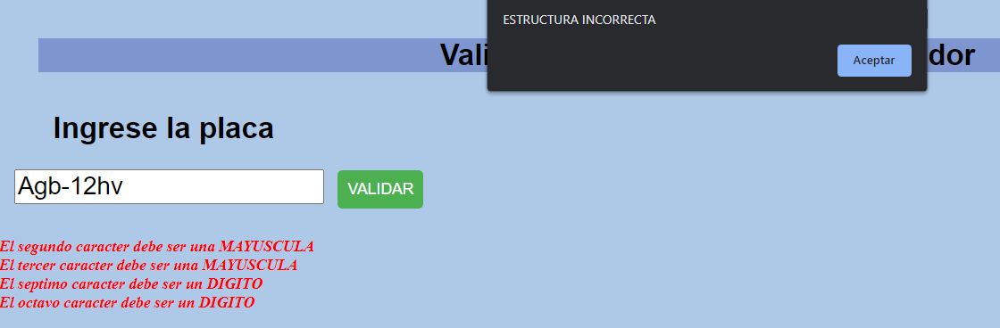 ESTRUCTURA INCORRECTA
Aceptar
Vali dor
Ingrese la placa
Agb-12hv
VALIDAR
El segundo caracter debe ser una MAYUSCULA
El tercer caracter debe ser una MAYUSCULA
El septimo caracter debe ser un DIGITO
El octavo caracter debe ser un DIGITO